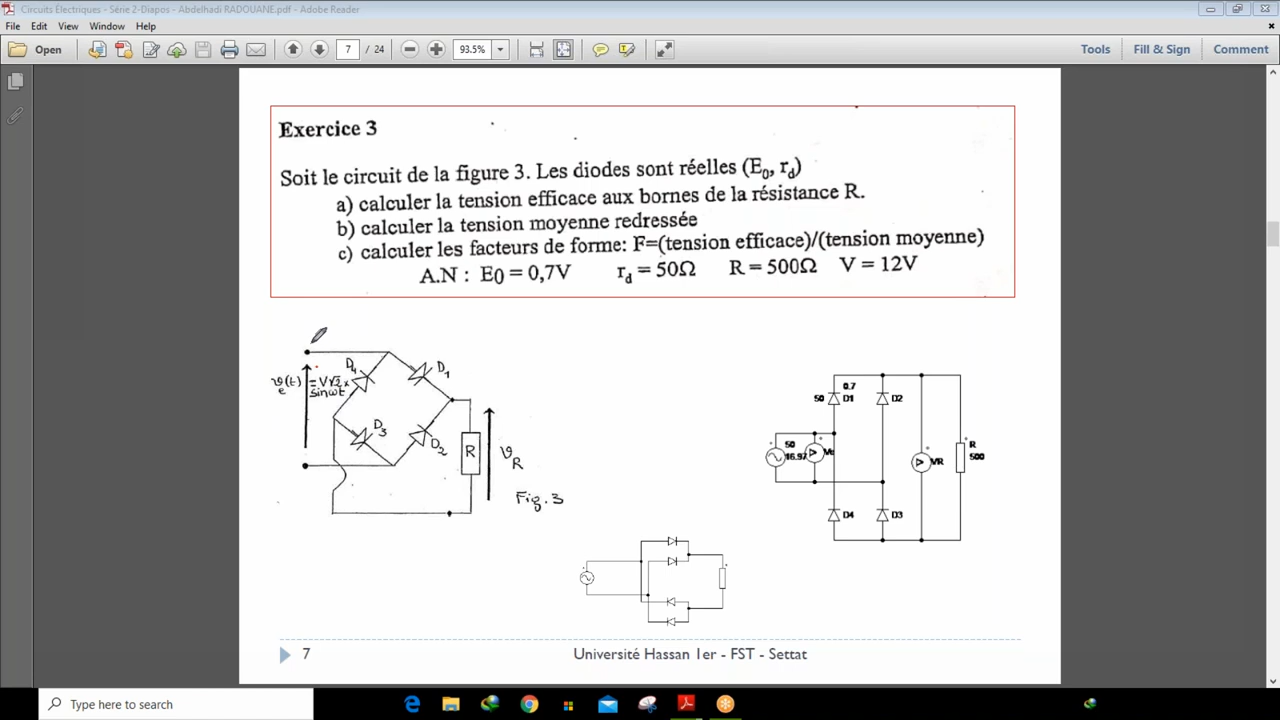 Circuits Électriques - Série 2-Diapos - Abdelhadi RADOUANE.pdf - Adobe Reader
File Edit View Window Help
Open 7 / 24 93.5% Tools Fill & Sign Comment
Exercice 3
Soit le circuit de la figure 3. Les diodes sont réelles (E0, rd)
a) calculer la tension efficace aux bornes de la résistance R.
b) calculer la tension moyenne redressée
c) calculer les facteurs de forme: F=(tension efficace)/(tension moyenne)
A.N : E0 = 0,7V rd = 50Ω R = 500Ω V = 12V
D4 D1
ve(t) =V√2× sinωt
D3
D2
R
vR
Fig. 3
0.7
50 D1 D2
50
16.97
R
500
VR
D4 D3
7 Université Hassan 1er - FST - Settat
Type here to search